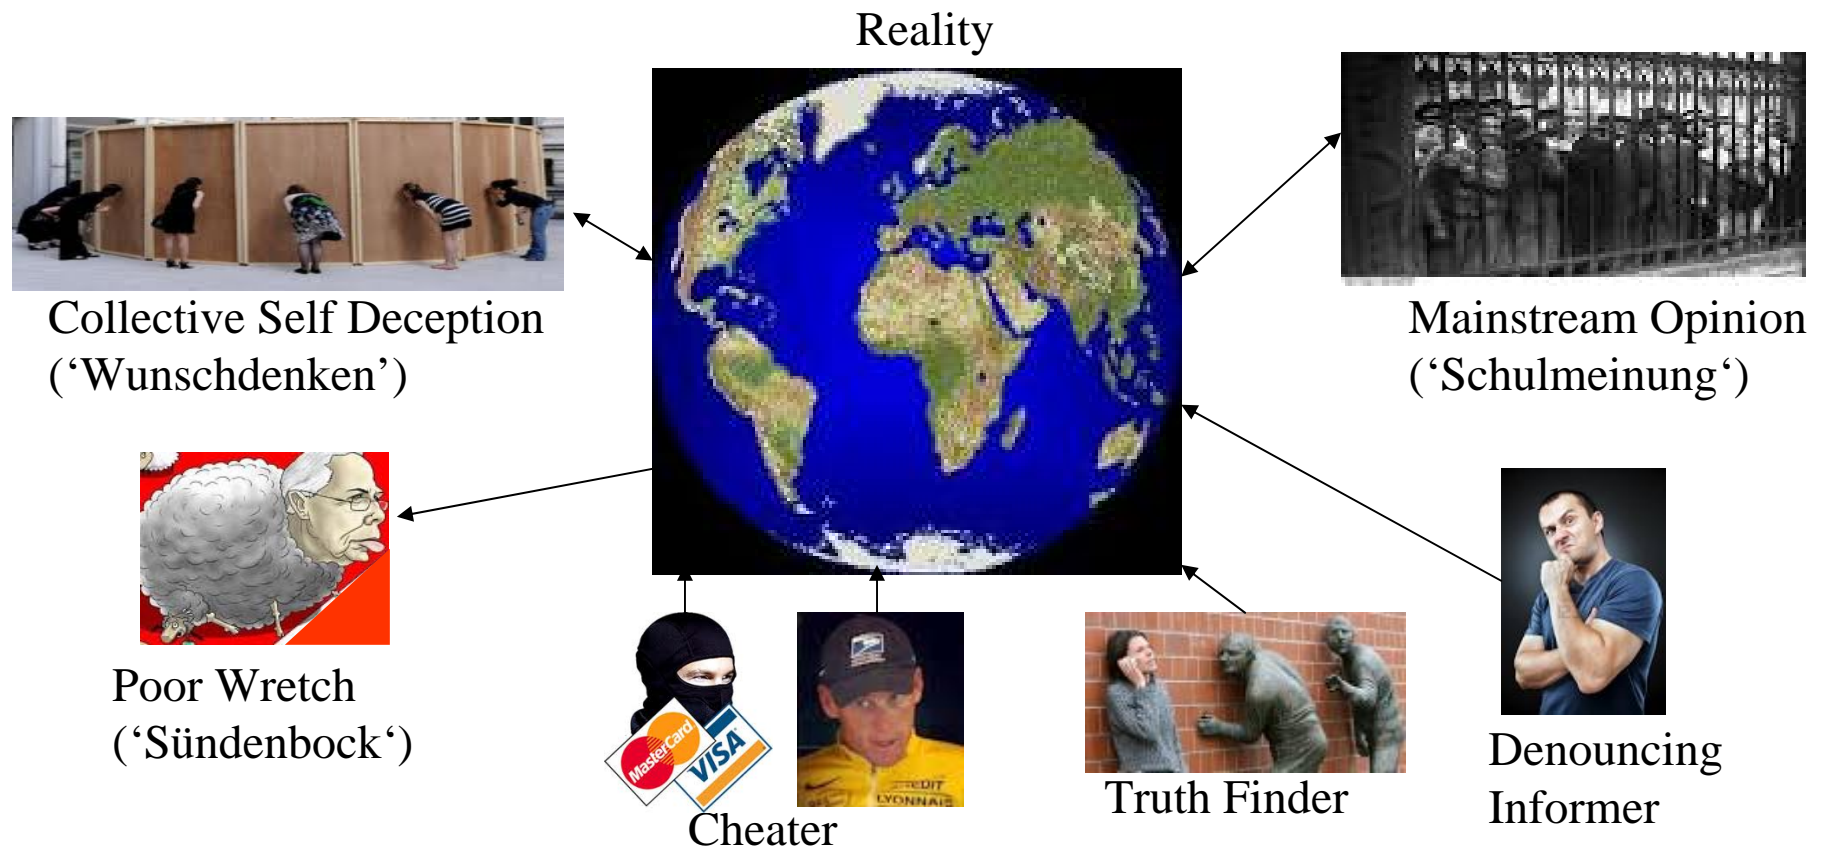 Reality
Collective Self Deception
(‘Wunschdenken’)
Mainstream Opinion
(‘Schulmeinung‘)
Poor Wretch
(‘Sündenbock‘)
MasterCard
VISA
CREDIT
LYONNAIS
Cheater
Truth Finder
Denouncing
Informer